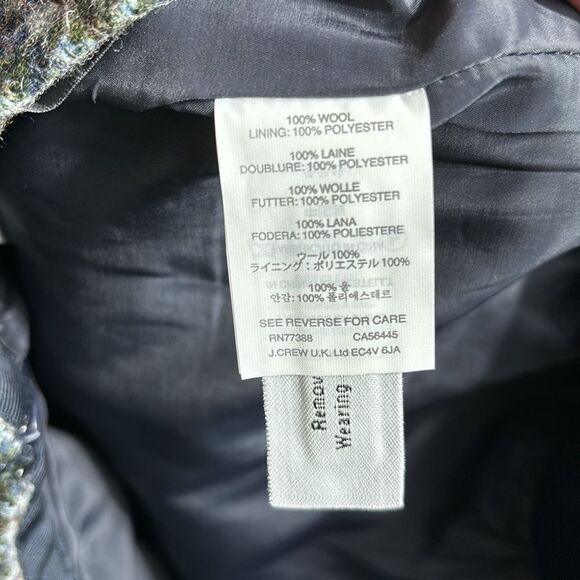 100% WOOL
LINING: 100% POLYESTER
100% LAINE
DOUBLURE: 100% POLYESTER
100% WOLLE
FUTTER: 100% POLYESTER
100% LANA
FODERA: 100% POLIESTERE
ウール 100%
ライニング：ポリエステル 100%
100% 울
안감: 100% 폴리에스테르
SEE REVERSE FOR CARE
RN77388 CA56445
J.CREW U.K. Ltd EC4V 6JA
Remov
Wearing